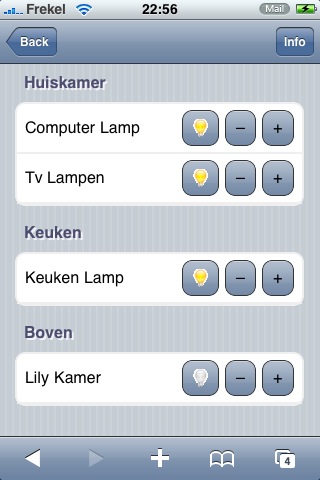 Frekel 22:56 Mail
Back Info
Huiskamer
Computer Lamp − +
Tv Lampen − +
Keuken
Keuken Lamp − +
Boven
Lily Kamer − +
4